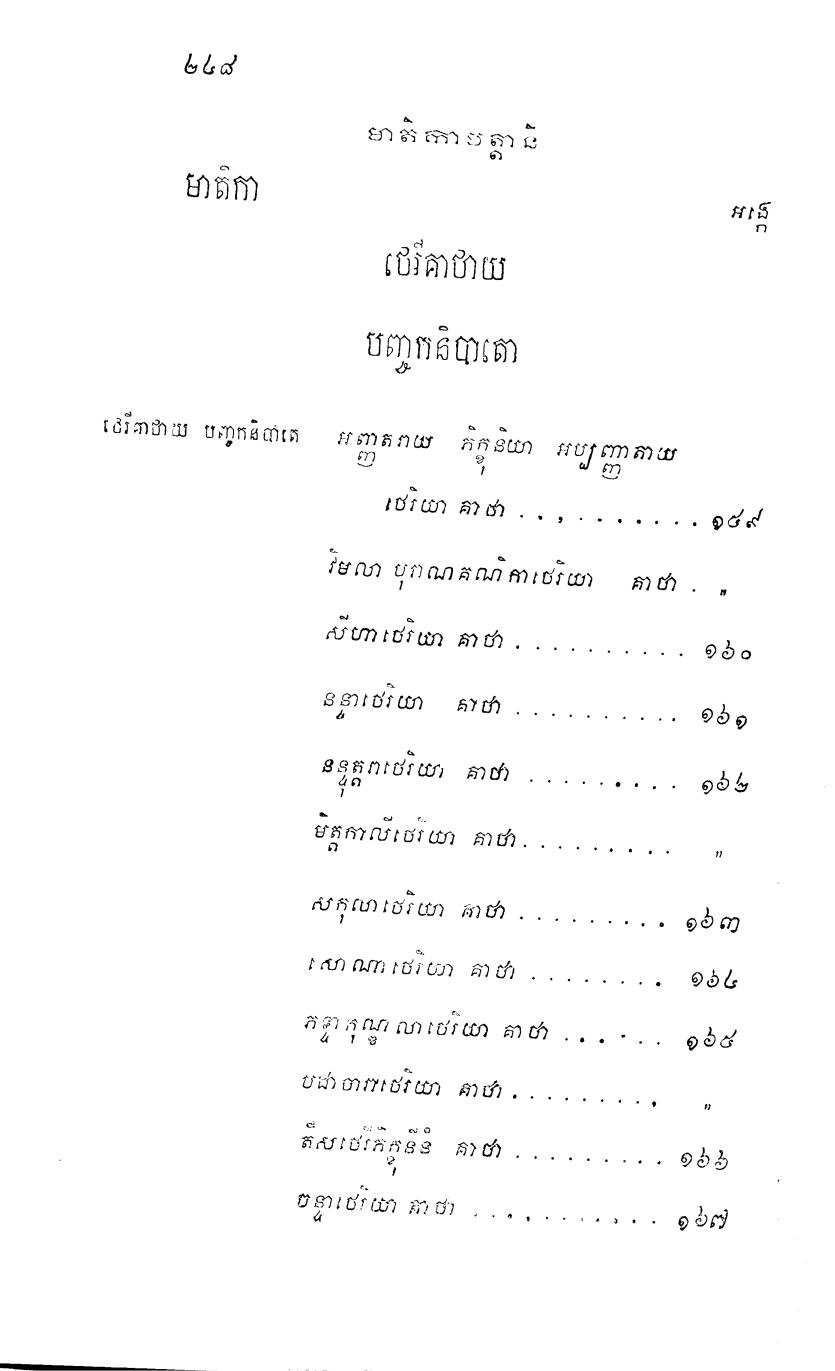 ២៤៨
មាតិកាបត្តានិ
មាតិកា
អង្កេ
ថេរីគាថាយ
បញ្ចកនិបាតោ
ថេរីគាថាយ បញ្ចកនិបាតេ អញ្ញតរាយ ភិក្ខុនិយា អប្បញ្ញាតាយ
ថេរិយា គាថា . . . . . . . . . . ១៥៩
វិមលា បុរាណគណិកាថេរិយា គាថា . "
សីហាថេរិយា គាថា . . . . . . . . . . ១៦០
នន្ទាថេរិយា គាថា . . . . . . . . . . ១៦១
នន្ទុត្តរាថេរិយា គាថា . . . . . . . . . ១៦២
មិត្តកាលីថេរិយា គាថា . . . . . . . . . "
សកុលាថេរិយា គាថា . . . . . . . . . ១៦៣
សោណាថេរិយា គាថា . . . . . . . . ១៦៤
ភទ្ទាកុណ្ឌលាថេរិយា គាថា . . . . . . ១៦៥
បដាចារាថេរិយា គាថា . . . . . . . . . "
តឹសថេរីភិក្ខុនីនំ គាថា . . . . . . . . . ១៦៦
ចន្ទាថេរិយា គាថា . . . . . . . . . . . ១៦៧